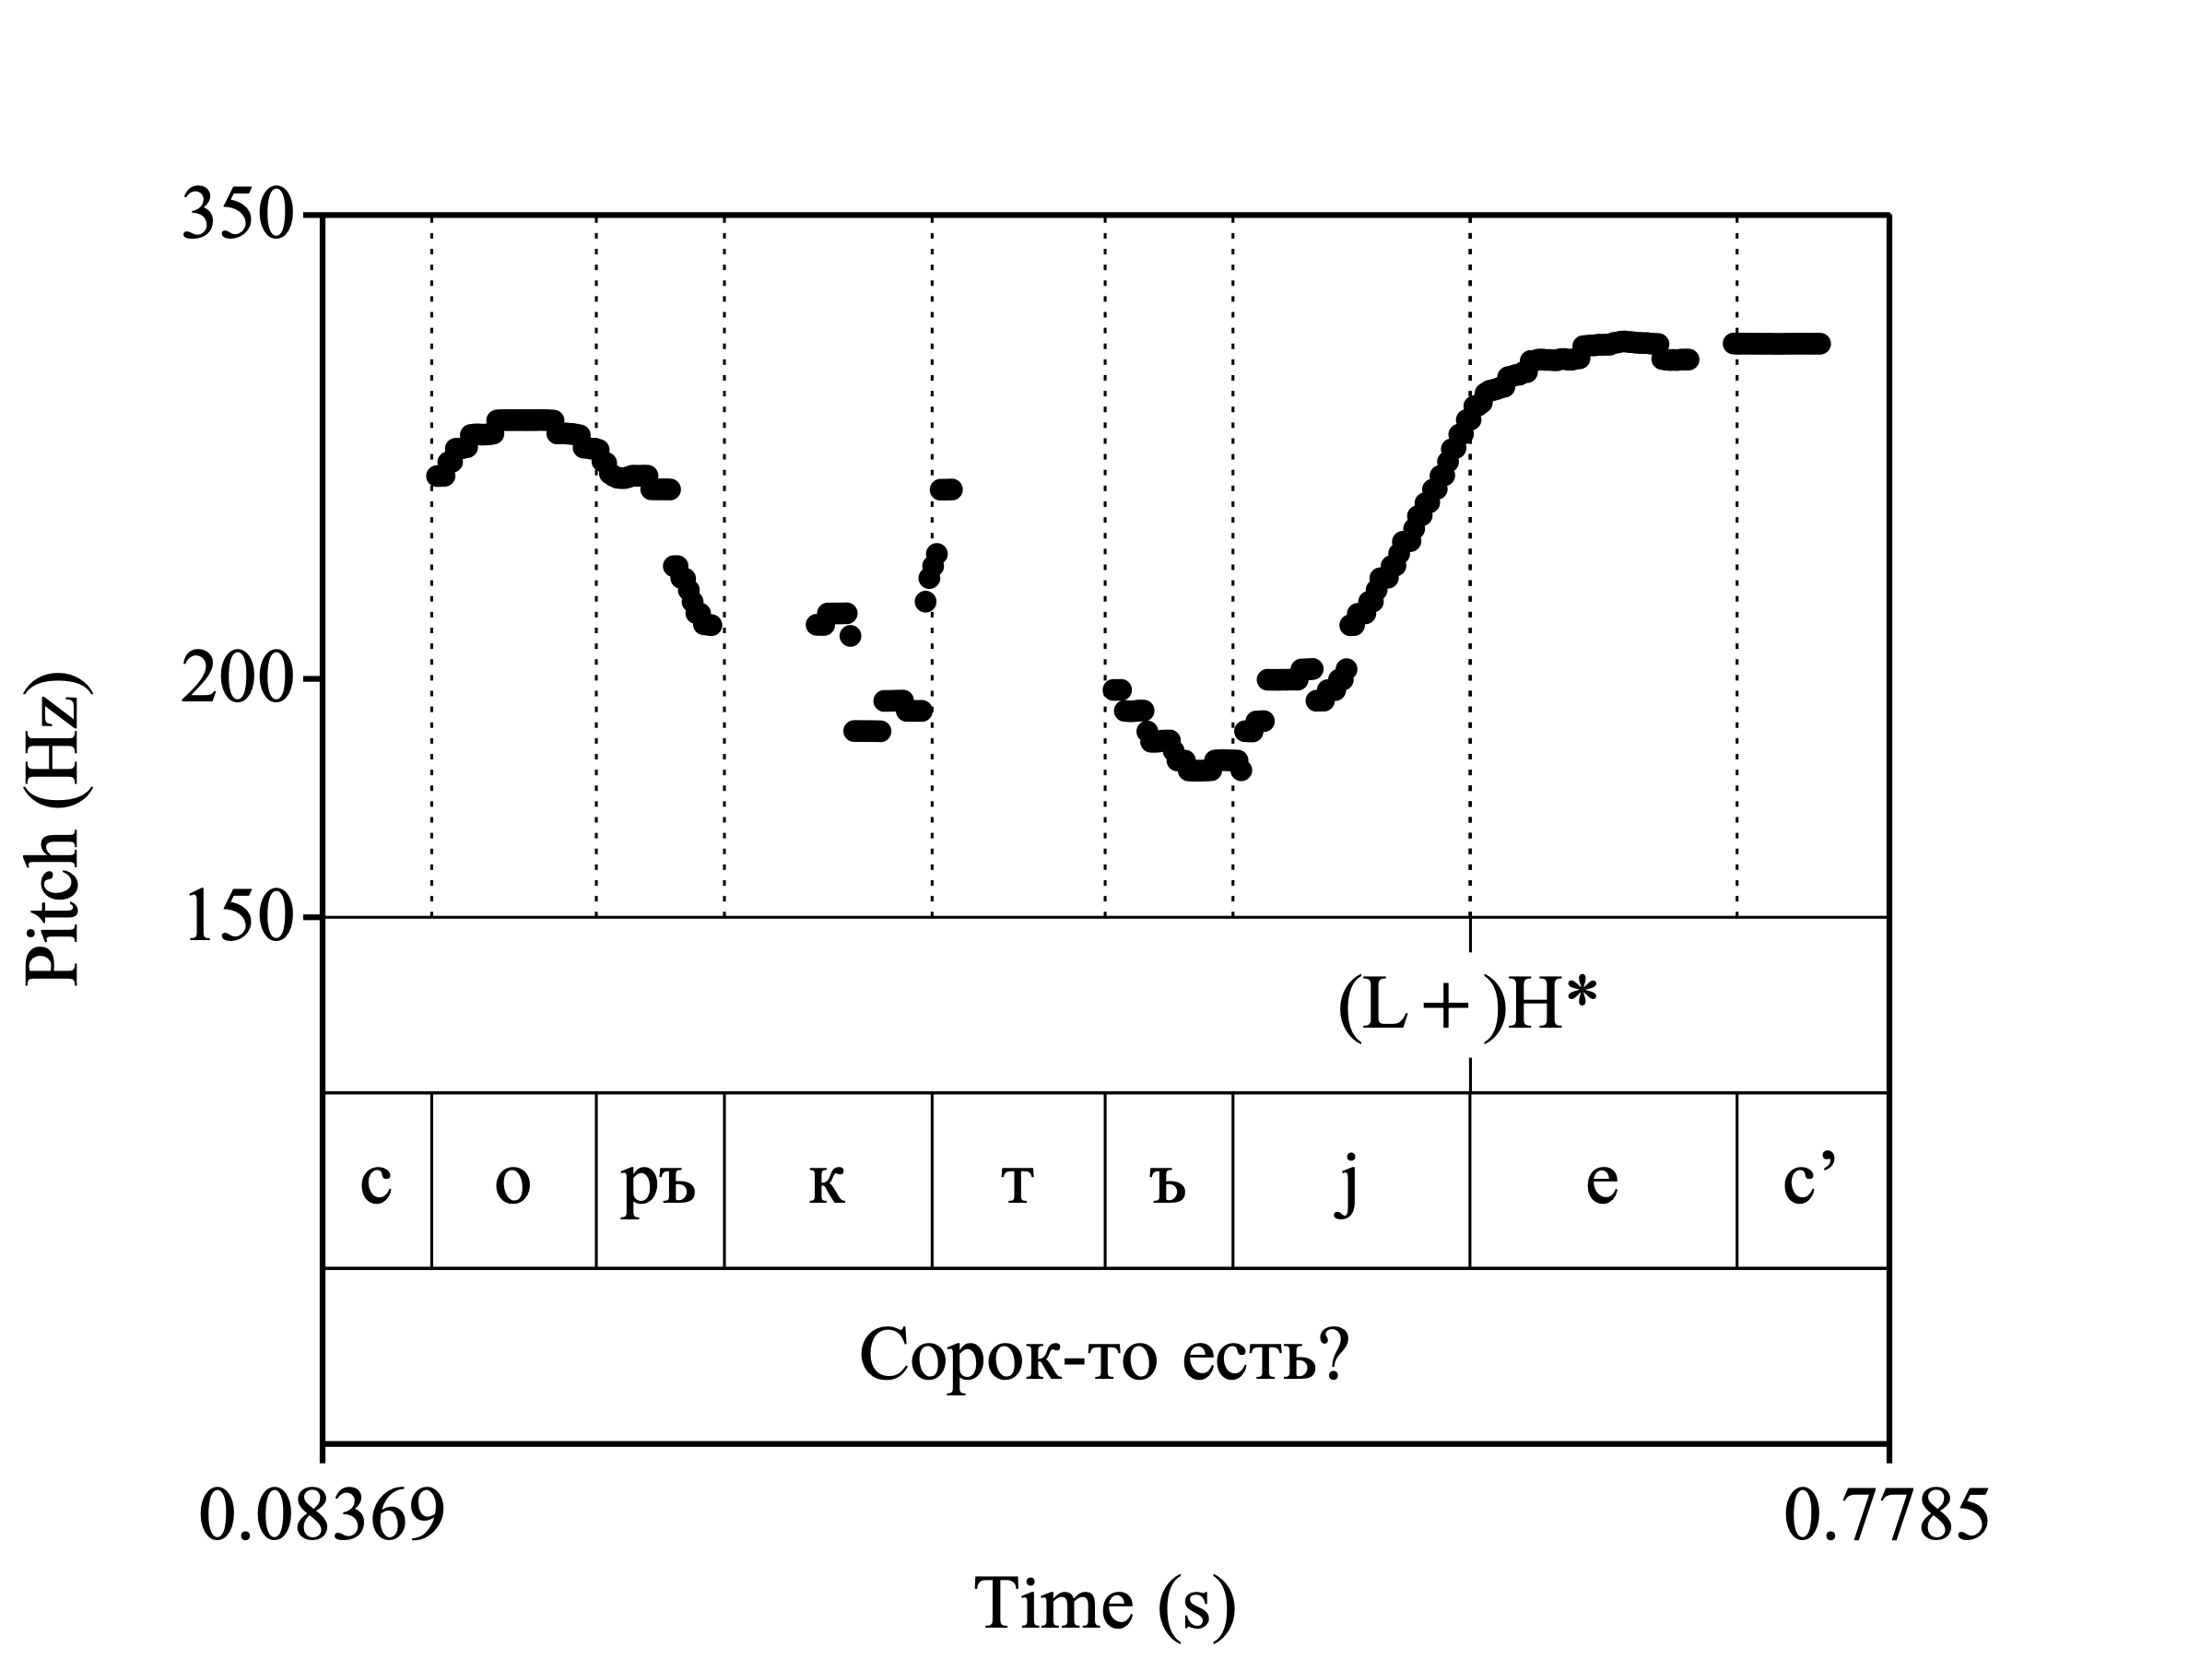 350
200
150
Pitch (Hz)
(L+)H*
с о ръ к т ъ j е с’
Сорок-то есть?
0.08369 0.7785
Time (s)